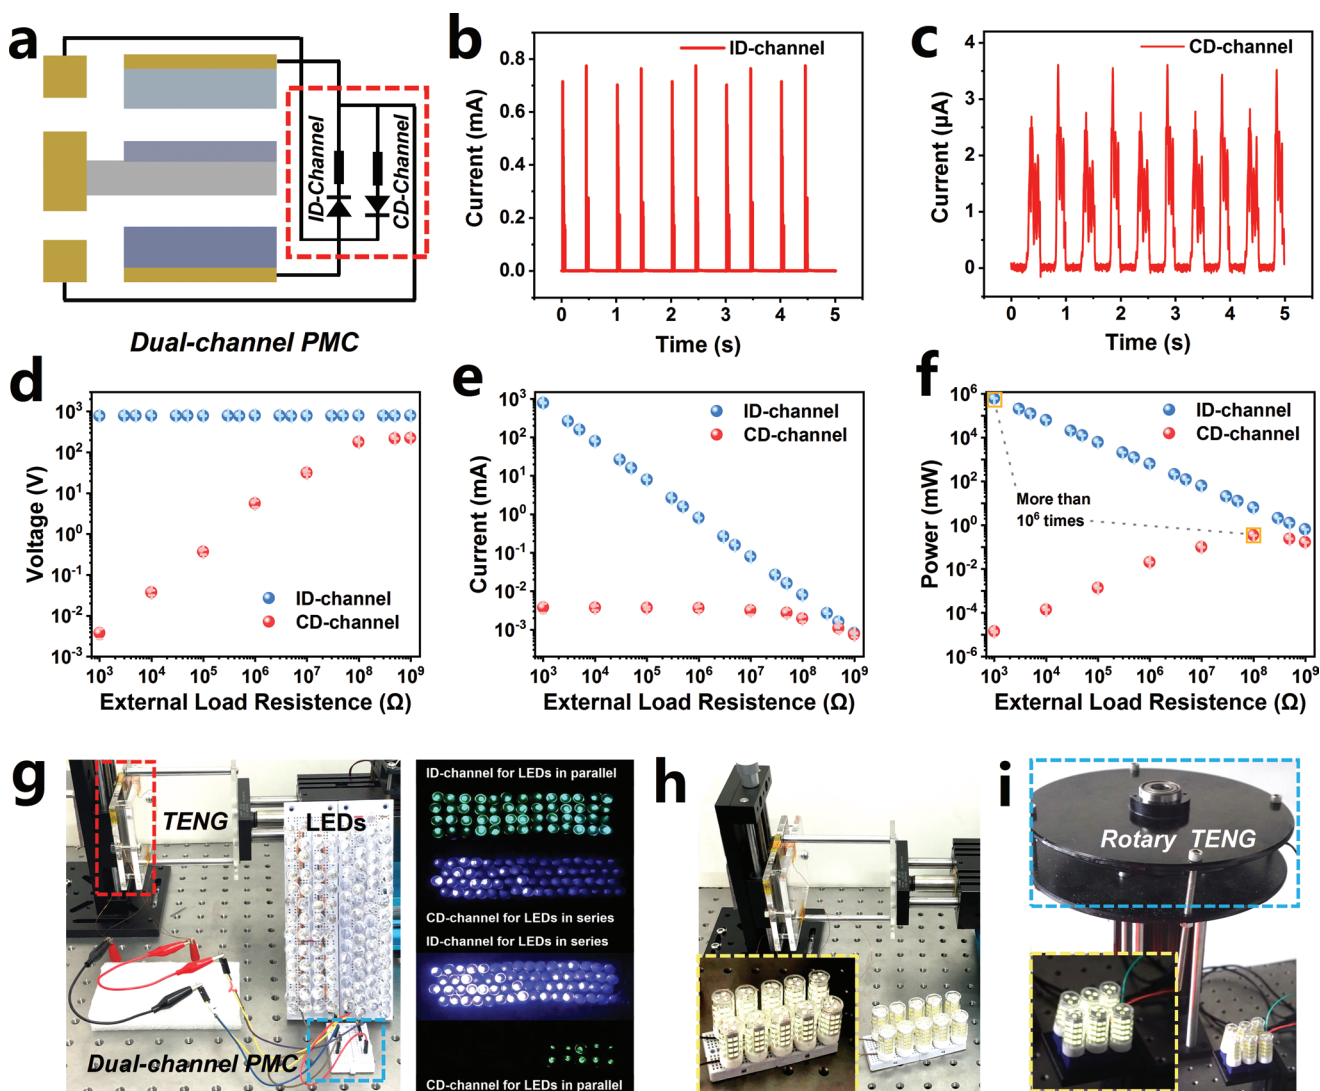 a
ID-Channel
CD-Channel
Dual-channel PMC
b
ID-channel
Current (mA)
0.8
0.6
0.4
0.2
0.0
0 1 2 3 4 5
Time (s)
c
CD-channel
Current (μA)
4
3
2
1
0
0 1 2 3 4 5
Time (s)
d
Voltage (V)
10³
10²
10¹
10⁰
10⁻¹
10⁻²
10⁻³
ID-channel
CD-channel
10³ 10⁴ 10⁵ 10⁶ 10⁷ 10⁸ 10⁹
External Load Resistence (Ω)
e
Current (mA)
10³
10²
10¹
10⁰
10⁻¹
10⁻²
10⁻³
ID-channel
CD-channel
10³ 10⁴ 10⁵ 10⁶ 10⁷ 10⁸ 10⁹
External Load Resistence (Ω)
f
Power (mW)
10⁶
10⁴
10²
10⁰
10⁻²
10⁻⁴
10⁻⁶
ID-channel
CD-channel
More than
10⁶ times
10³ 10⁴ 10⁵ 10⁶ 10⁷ 10⁸ 10⁹
External Load Resistence (Ω)
g
TENG
LEDs
Dual-channel PMC
ID-channel for LEDs in parallel
CD-channel for LEDs in series
ID-channel for LEDs in series
CD-channel for LEDs in parallel
h
i
Rotary TENG